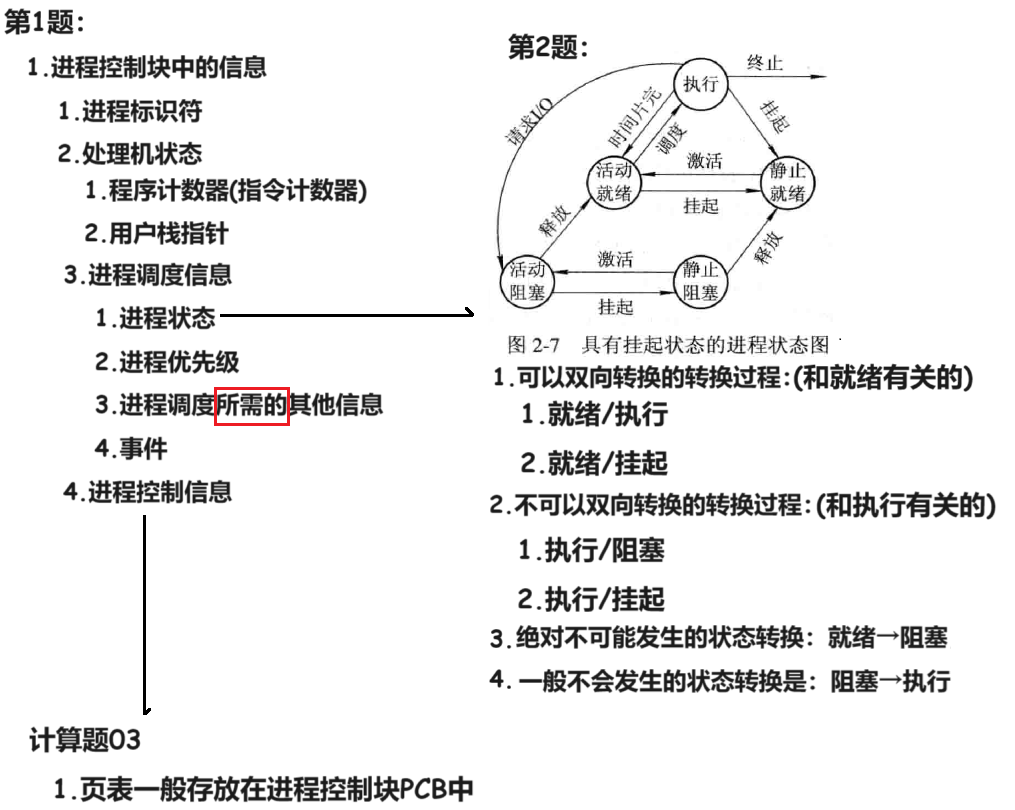 第1题:
1.进程控制块中的信息
1.进程标识符
2.处理机状态
1.程序计数器(指令计数器)
2.用户栈指针
3.进程调度信息
1.进程状态
2.进程优先级
3.进程调度所需的其他信息
4.事件
4.进程控制信息
计算题03
1.页表一般存放在进程控制块PCB中
第2题:
终止
执行
请求I/O
时间片完
调度
挂起
活动
就绪
激活
挂起
静止
就绪
释放
释放
活动
阻塞
激活
挂起
静止
阻塞
图 2-7 具有挂起状态的进程状态图
1.可以双向转换的转换过程:(和就绪有关的)
1.就绪/执行
2.就绪/挂起
2.不可以双向转换的转换过程:(和执行有关的)
1.执行/阻塞
2.执行/挂起
3.绝对不可能发生的状态转换：就绪→阻塞
4.一般不会发生的状态转换是：阻塞→执行